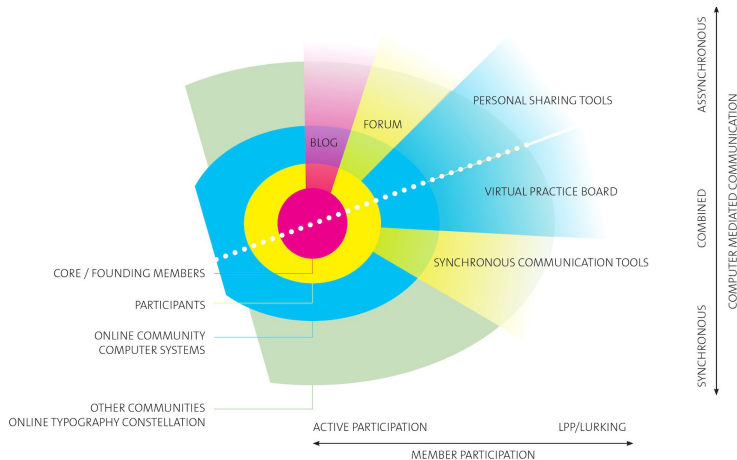 BLOG
FORUM
PERSONAL SHARING TOOLS
VIRTUAL PRACTICE BOARD
SYNCHRONOUS COMMUNICATION TOOLS
CORE / FOUNDING MEMBERS
PARTICIPANTS
ONLINE COMMUNITY
COMPUTER SYSTEMS
OTHER COMMUNITIES
ONLINE TYPOGRAPHY CONSTELLATION
ACTIVE PARTICIPATION
LPP/LURKING
MEMBER PARTICIPATION
ASSYNCHRONOUS
COMBINED
SYNCHRONOUS
COMPUTER MEDIATED COMMUNICATION